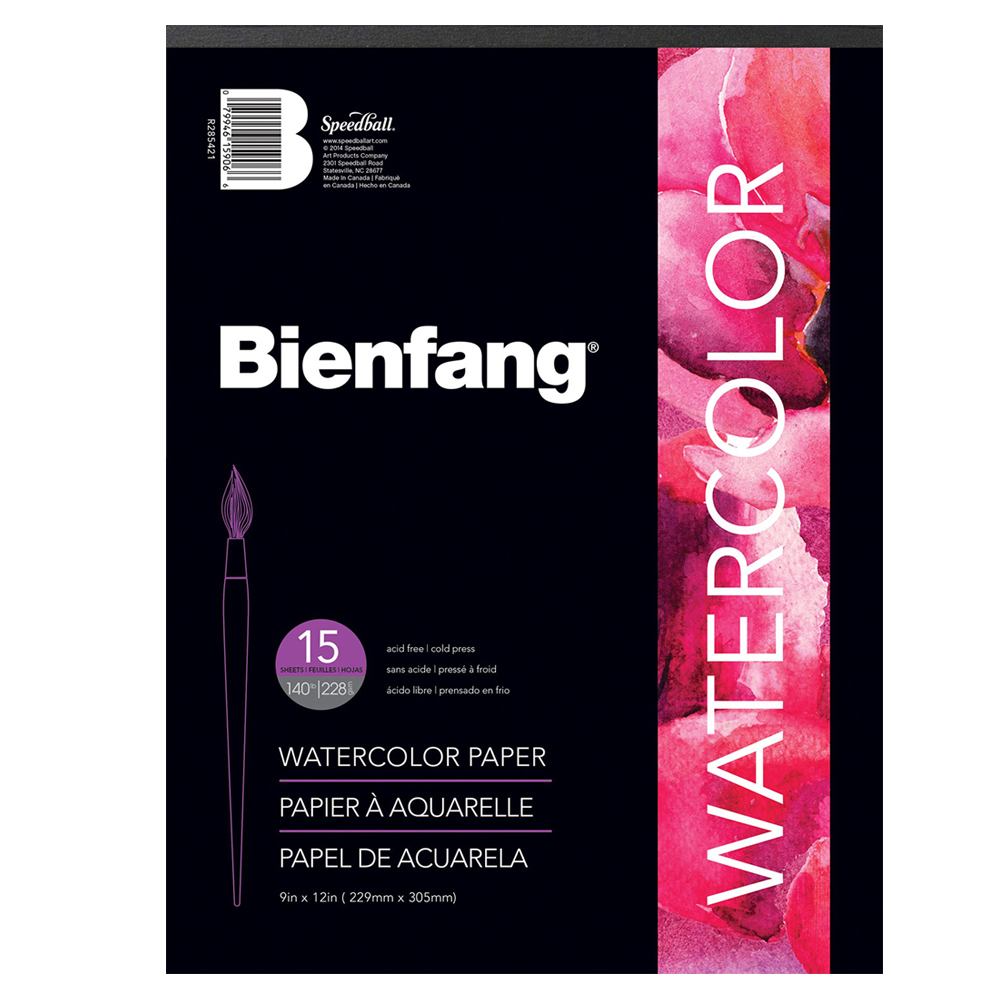 B
Speedball®
www.speedballart.com
© 2014 Speedball
Art Products Company
2301 Speedball Road
Statesville, NC 28677
Made In Canada | Fabriqué
en Canada | Hecho en Canada
0 79946 15906 6
R285421
Bienfang®
WATERCOLOR
15
SHEETS | FEUILLES | HOJAS
140lb | 228gsm
acid free | cold press
sans acide | pressé à froid
ácido libre | prensado en frio
WATERCOLOR PAPER
PAPIER À AQUARELLE
PAPEL DE ACUARELA
9in x 12in ( 229mm x 305mm)